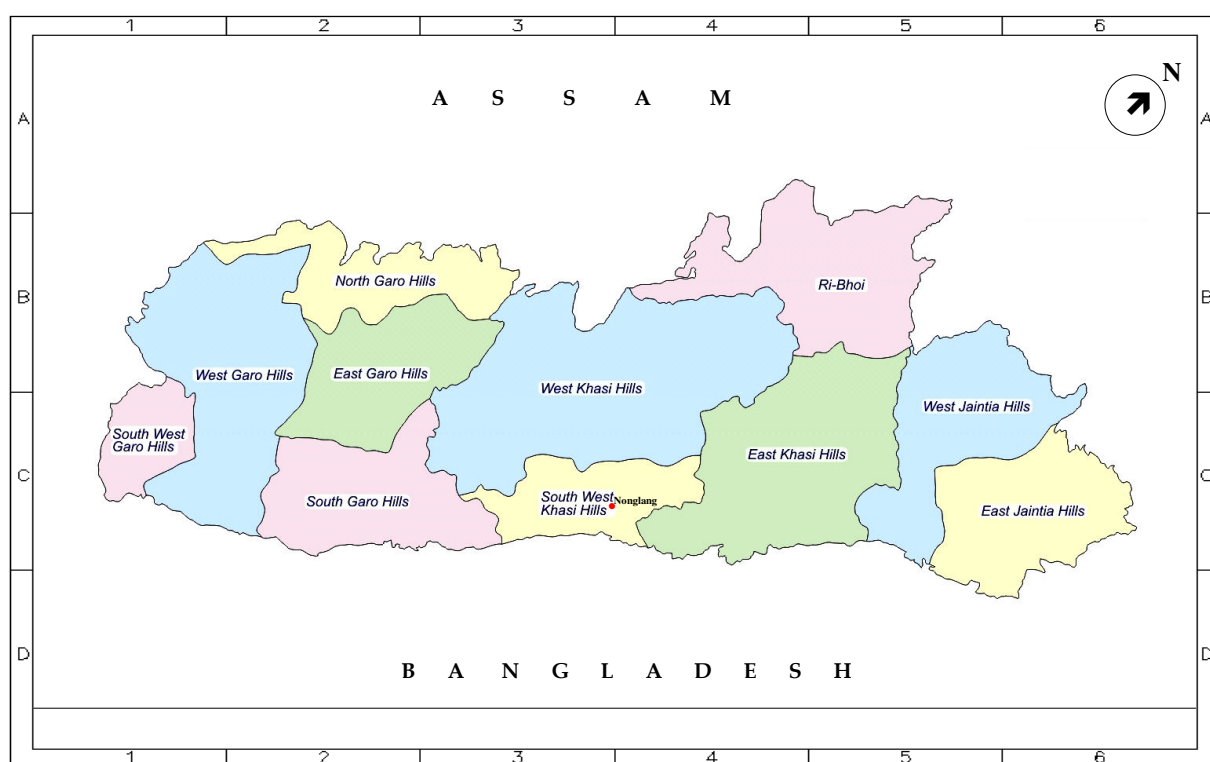 1 2 3 4 5 6
N
A S S A M
A A
Ri-Bhoi
North Garo Hills
B B
West Garo Hills
East Garo Hills
West Khasi Hills
West Jaintia Hills
South West
Garo Hills
East Khasi Hills
C C
South Garo Hills
South West
Khasi Hills
Nonglang
East Jaintia Hills
D D
B A N G L A D E S H
1 2 3 4 5 6